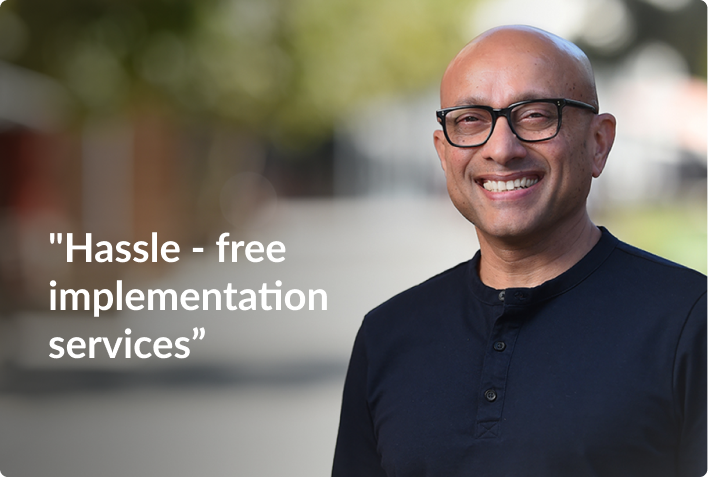 "Hassle - free
implementation
services”